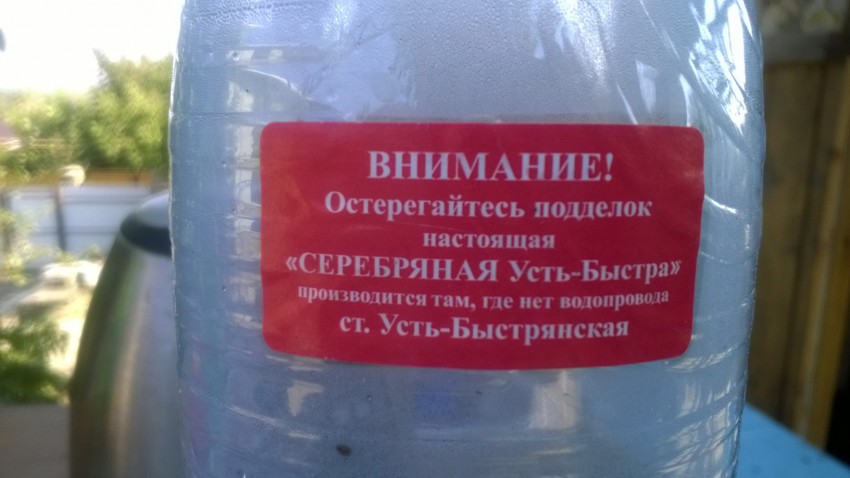 ВНИМАНИЕ!
Остерегайтесь подделок
настоящая
«СЕРЕБРЯНАЯ Усть-Быстра»
производится там, где нет водопровода
ст. Усть-Быстрянская